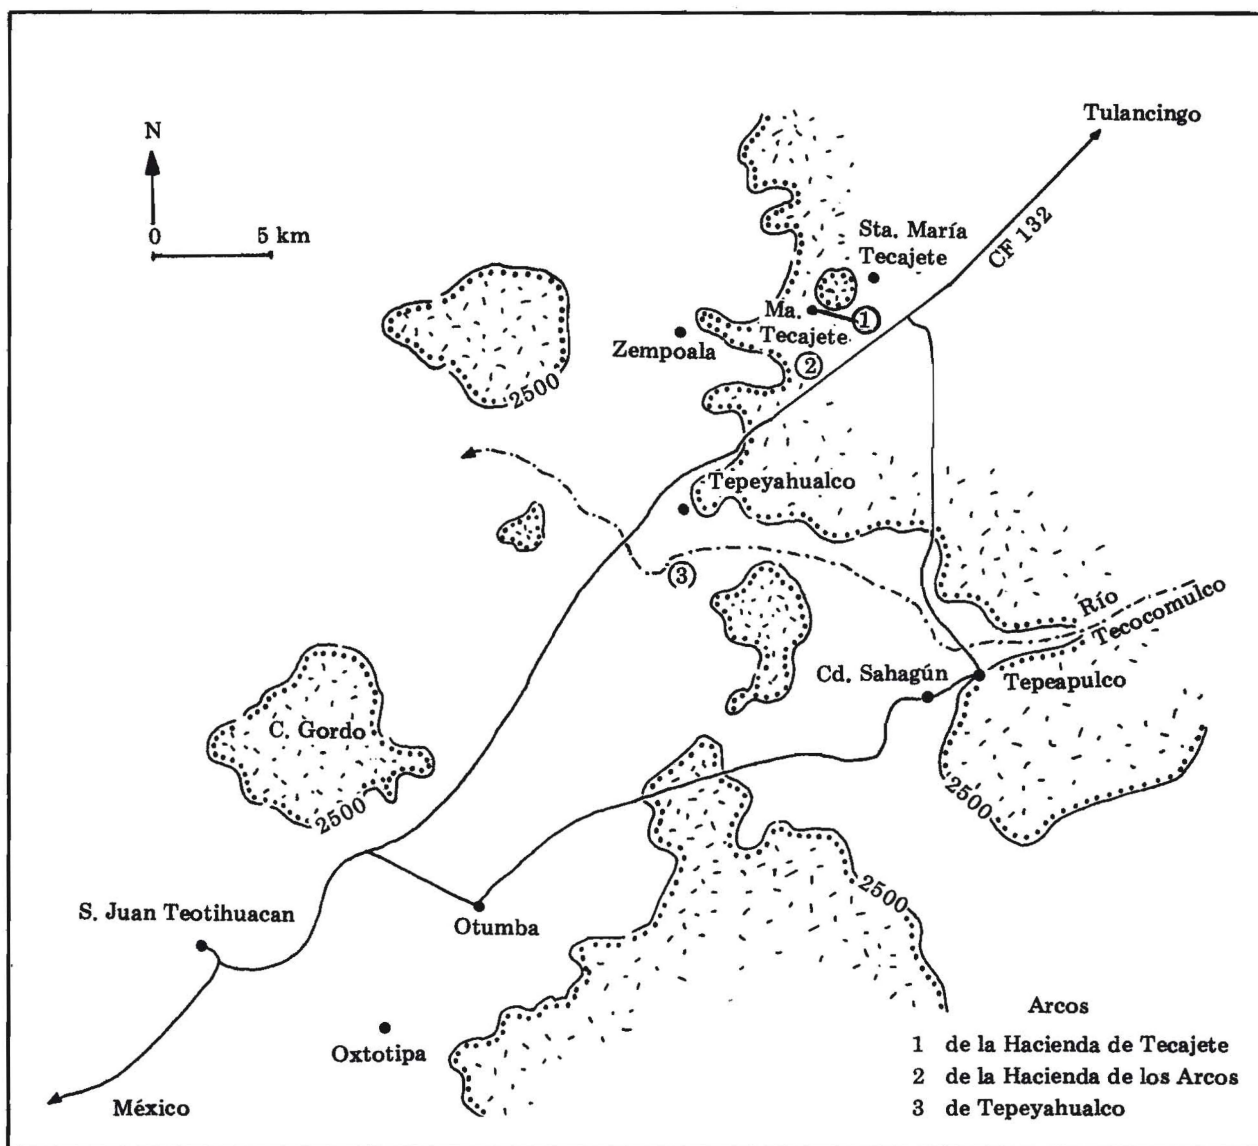 Tulancingo
N
0 5 km
CF 132
Sta. María
Tecajete
Ma.
Tecajete
1
2
Zempoala
2500
Tepeyahualco
3
Río
Tecocomulco
Cd. Sahagún
Tepeapulco
C. Gordo
2500
2500
2500
S. Juan Teotihuacan
Otumba
Oxtotipa
México
Arcos
1 de la Hacienda de Tecajete
2 de la Hacienda de los Arcos
3 de Tepeyahualco